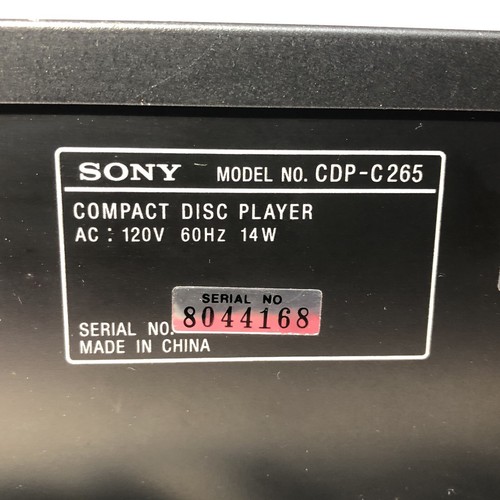 SONY MODEL NO. CDP-C265
COMPACT DISC PLAYER
AC : 120V 60Hz 14W
SERIAL NO
SERIAL NO. 8044168
MADE IN CHINA